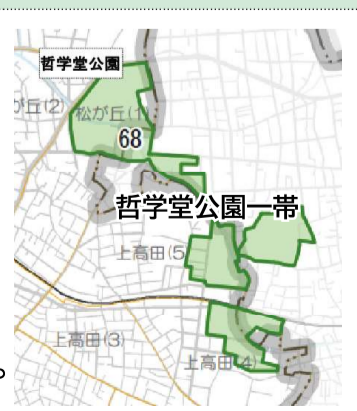 哲学堂公園
が丘(2)
松が丘(1)
68
哲学堂公園一帯
上高田(5)
上高田(3)
上高田(4)
。